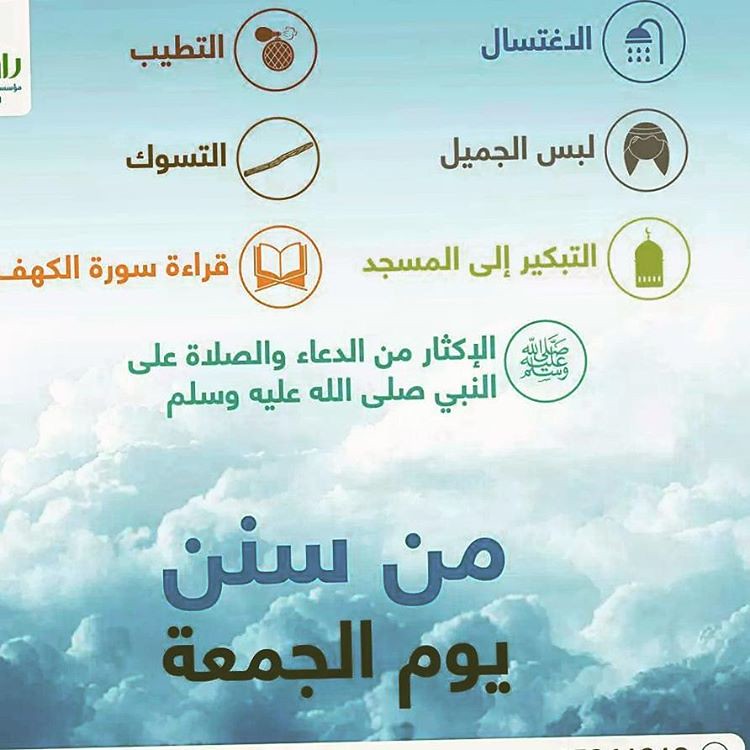 الاغتسال
التطيب
لبس الجميل
التسوك
التبكير إلى المسجد
قراءة سورة الكهف
صلى الله عليه وسلم
الإكثار من الدعاء والصلاة على
النبي صلى الله عليه وسلم
من سنن
يوم الجمعة